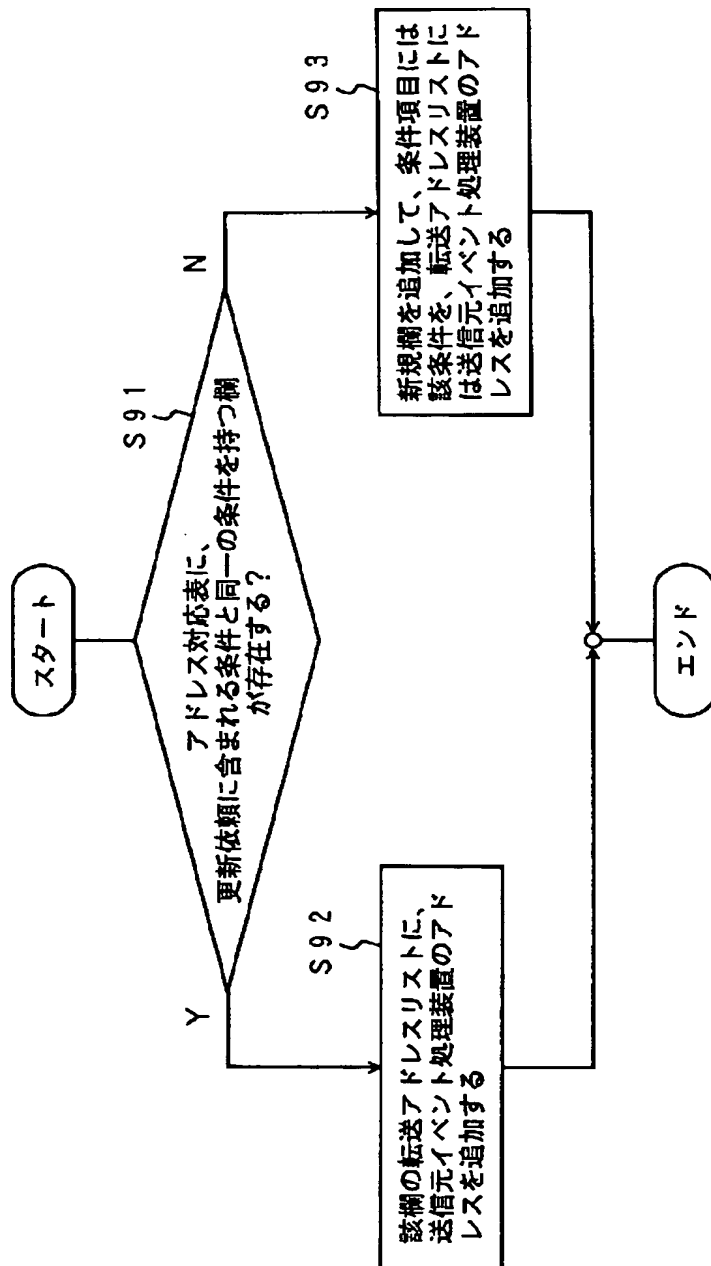 スタート
S91
アドレス対応表に、
更新依頼に含まれる条件と同一の条件を持つ欄
が存在する？
Y
N
S92
該欄の転送アドレスリストに、
送信元イベント処理装置のアド
レスを追加する
S93
新規欄を追加して、条件項目には
該条件を、転送アドレスリストに
は送信元イベント処理装置のアド
レスを追加する
エンド